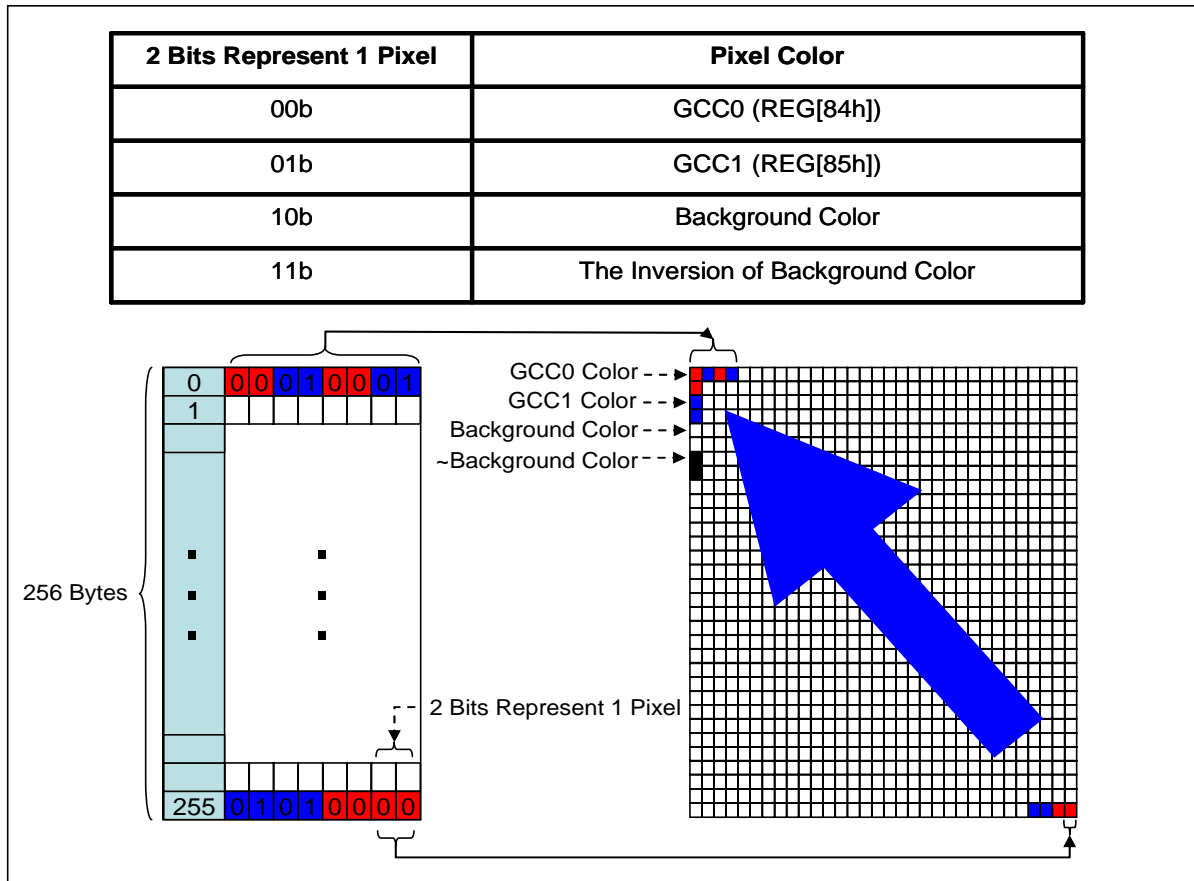 2 Bits Represent 1 Pixel Pixel Color
00b GCC0 (REG[84h])
01b GCC1 (REG[85h])
10b Background Color
11b The Inversion of Background Color
0 0 0 0 1 0 0 0 1
1
256 Bytes
255 0 1 0 1 0 0 0 0
2 Bits Represent 1 Pixel
GCC0 Color
GCC1 Color
Background Color
~Background Color